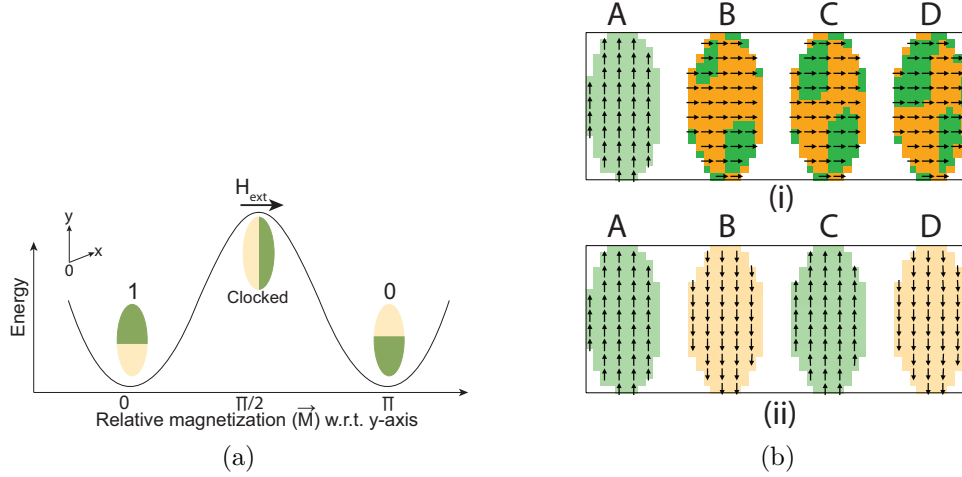 A B C D
(i)
A B C D
(ii)
H_ext
y
x
0
1
Clocked
0
Energy
0 Π/2 Π
Relative magnetization (M⃗) w.r.t. y-axis
(a) (b)